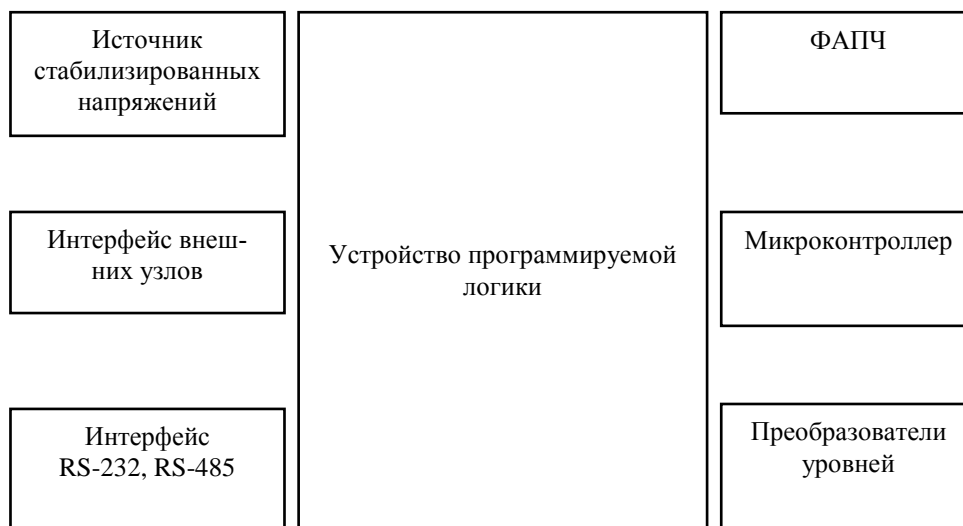 Источник
стабилизированных
напряжений
ФАПЧ
Интерфейс внеш-
них узлов
Устройство программируемой
логики
Микроконтроллер
Интерфейс
RS-232, RS-485
Преобразователи
уровней